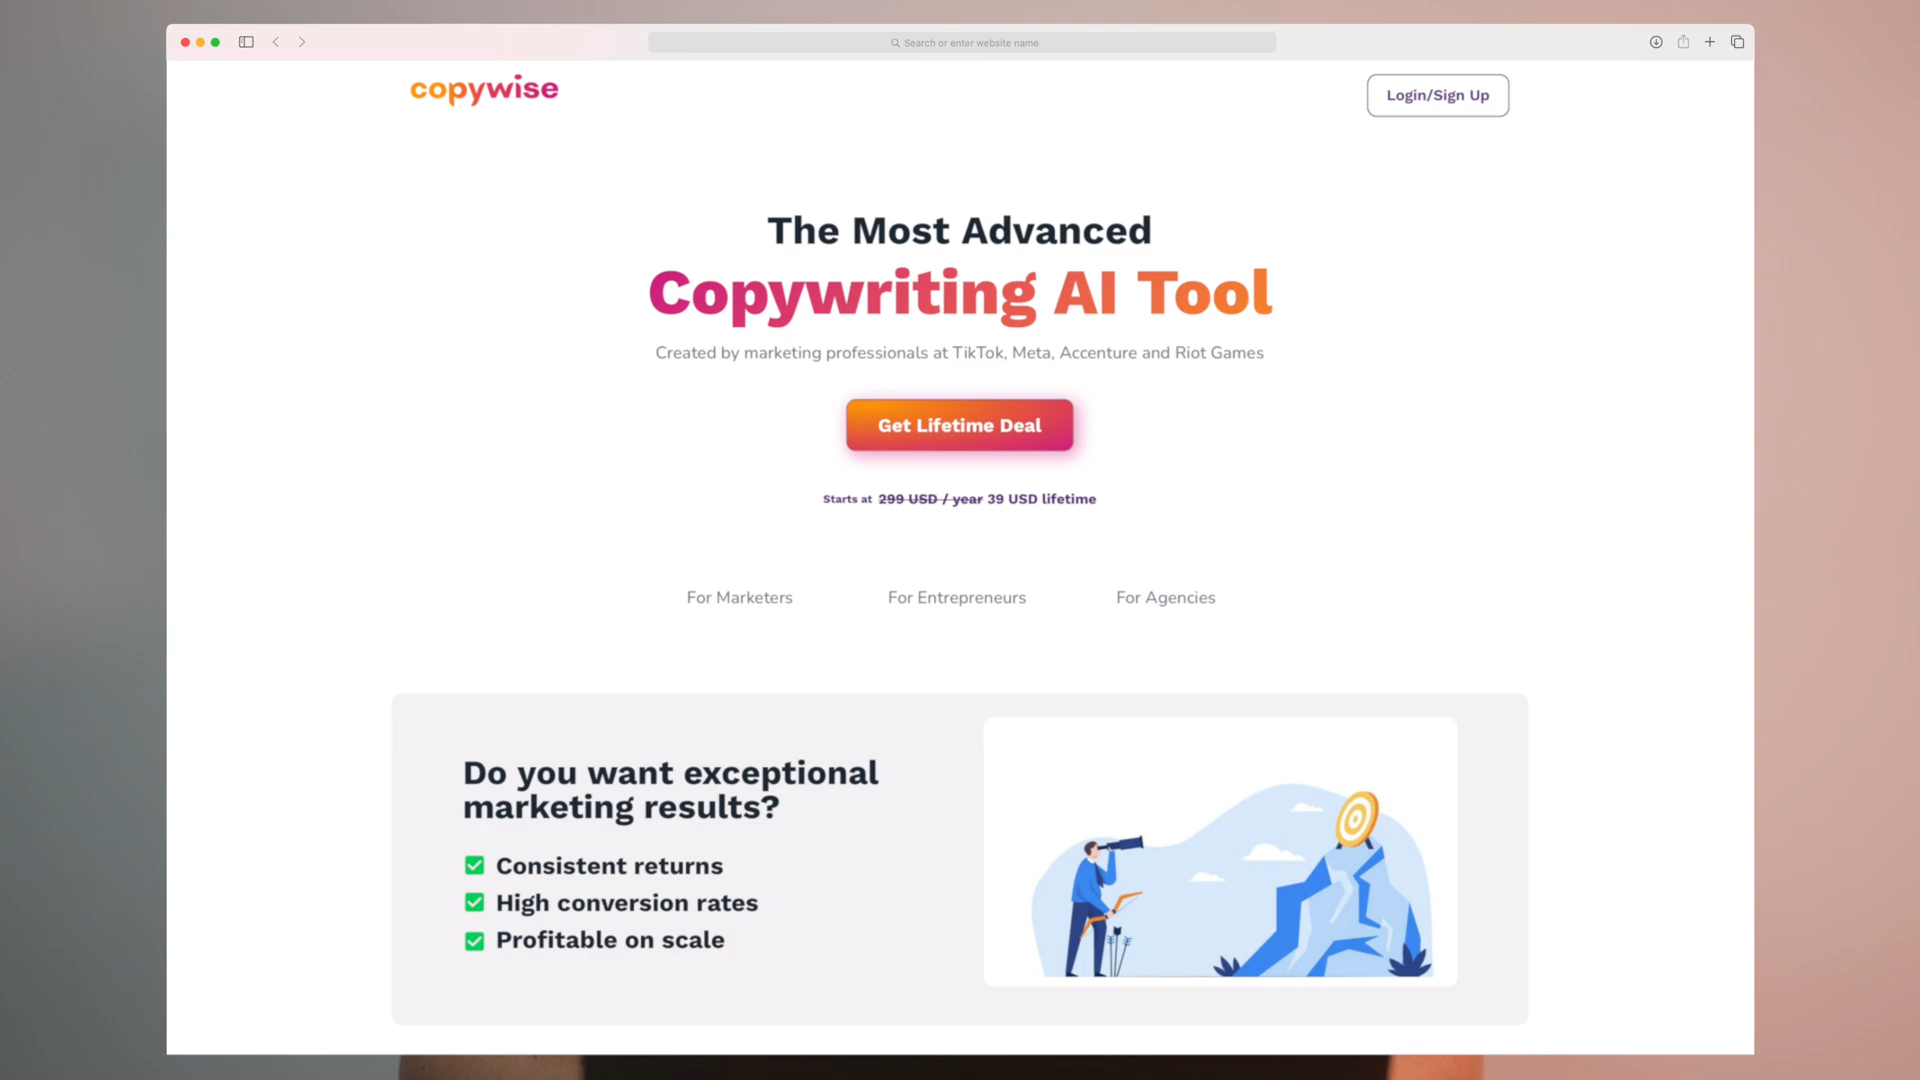 Search or enter website name
copywise
Login/Sign Up
The Most Advanced
Copywriting AI Tool
Created by marketing professionals at TikTok, Meta, Accenture and Riot Games
Get Lifetime Deal
Starts at 299 USD / year 39 USD lifetime
For Marketers For Entrepreneurs For Agencies
Do you want exceptional
marketing results?
Consistent returns
High conversion rates
Profitable on scale